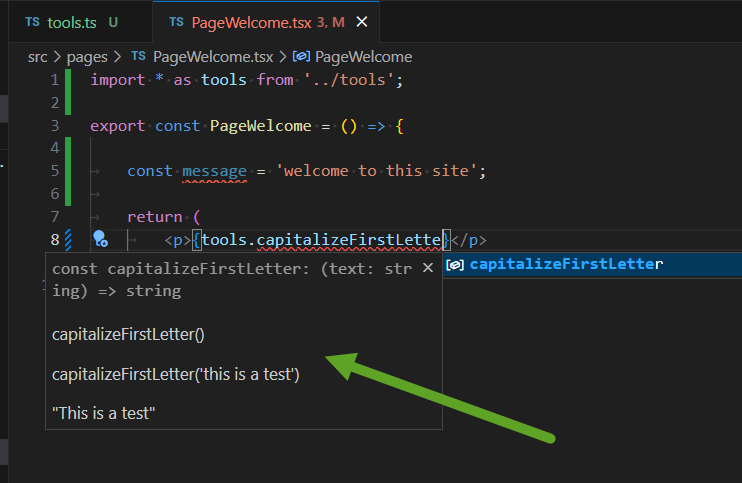 TS tools.ts U TS PageWelcome.tsx 3, M ×
src > pages > TS PageWelcome.tsx > PageWelcome
1 import * as tools from '../tools';
2
3 export const PageWelcome = () => {
4
5 const message = 'welcome to this site';
6
7 return (
8 <p>{tools.capitalizeFirstLette}</p>
capitalizeFirstLetter
const capitalizeFirstLetter: (text: str
ing) => string
capitalizeFirstLetter()
capitalizeFirstLetter('this is a test')
"This is a test"